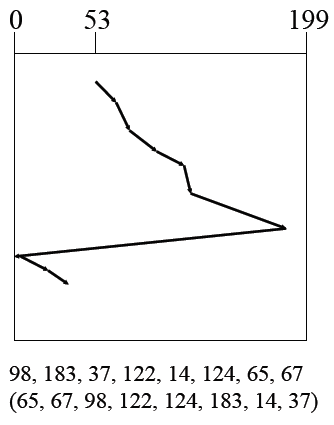 0 53 199
98, 183, 37, 122, 14, 124, 65, 67
(65, 67, 98, 122, 124, 183, 14, 37)